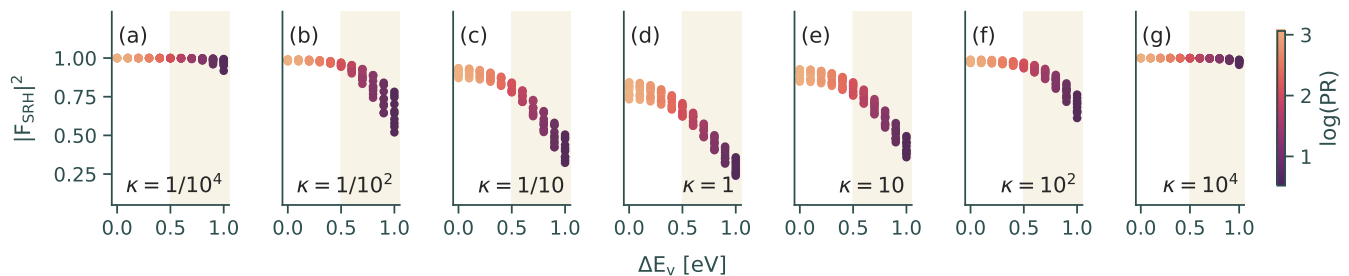 (a) (b) (c) (d) (e) (f) (g)
|F_SRH|²
1.00
0.75
0.50
0.25
κ = 1/10⁴ κ = 1/10² κ = 1/10 κ = 1 κ = 10 κ = 10² κ = 10⁴
0.0 0.5 1.0 0.0 0.5 1.0 0.0 0.5 1.0 0.0 0.5 1.0 0.0 0.5 1.0 0.0 0.5 1.0 0.0 0.5 1.0
ΔE_v [eV]
3
2
1
log(PR)